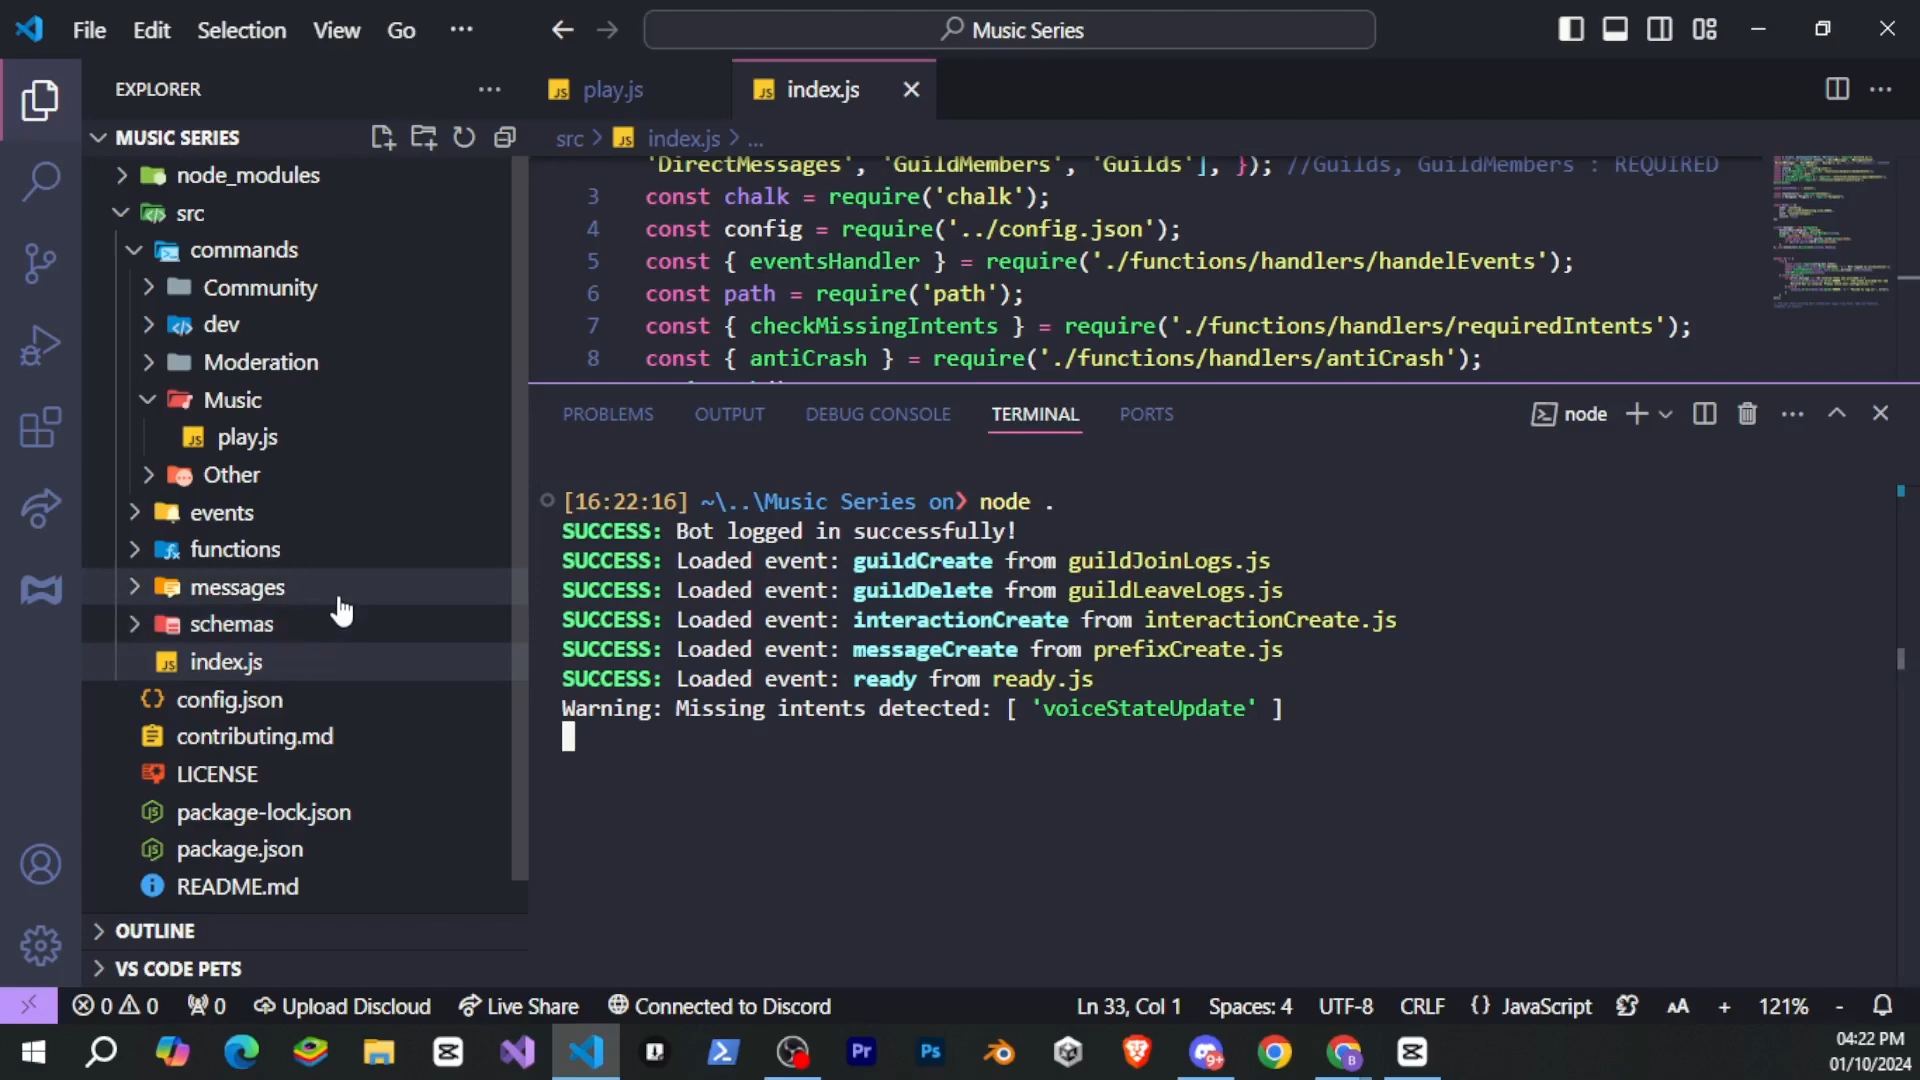 File Edit Selection View Go ··· Music Series
EXPLORER ···
play.js
index.js
MUSIC SERIES
src > index.js > ...
node_modules
src
commands
Community
dev
Moderation
Music
play.js
Other
events
functions
messages
schemas
index.js
config.json
contributing.md
LICENSE
package-lock.json
package.json
README.md
OUTLINE
VS CODE PETS
'DirectMessages', 'GuildMembers', 'Guilds'], }); //Guilds, GuildMembers : REQUIRED
3 const chalk = require('chalk');
4 const config = require('../config.json');
5 const { eventsHandler } = require('./functions/handlers/handelEvents');
6 const path = require('path');
7 const { checkMissingIntents } = require('./functions/handlers/requiredIntents');
8 const { antiCrash } = require('./functions/handlers/antiCrash');
PROBLEMS OUTPUT DEBUG CONSOLE TERMINAL PORTS node
[16:22:16] ~\..\Music Series on❯ node .
SUCCESS: Bot logged in successfully!
SUCCESS: Loaded event: guildCreate from guildJoinLogs.js
SUCCESS: Loaded event: guildDelete from guildLeaveLogs.js
SUCCESS: Loaded event: interactionCreate from interactionCreate.js
SUCCESS: Loaded event: messageCreate from prefixCreate.js
SUCCESS: Loaded event: ready from ready.js
Warning: Missing intents detected: [ 'voiceStateUpdate' ]
0 0 0 Upload Discloud Live Share Connected to Discord Ln 33, Col 1 Spaces: 4 UTF-8 CRLF {} JavaScript AA + 121% -
Pr Ps 9+ B
04:22 PM
01/10/2024